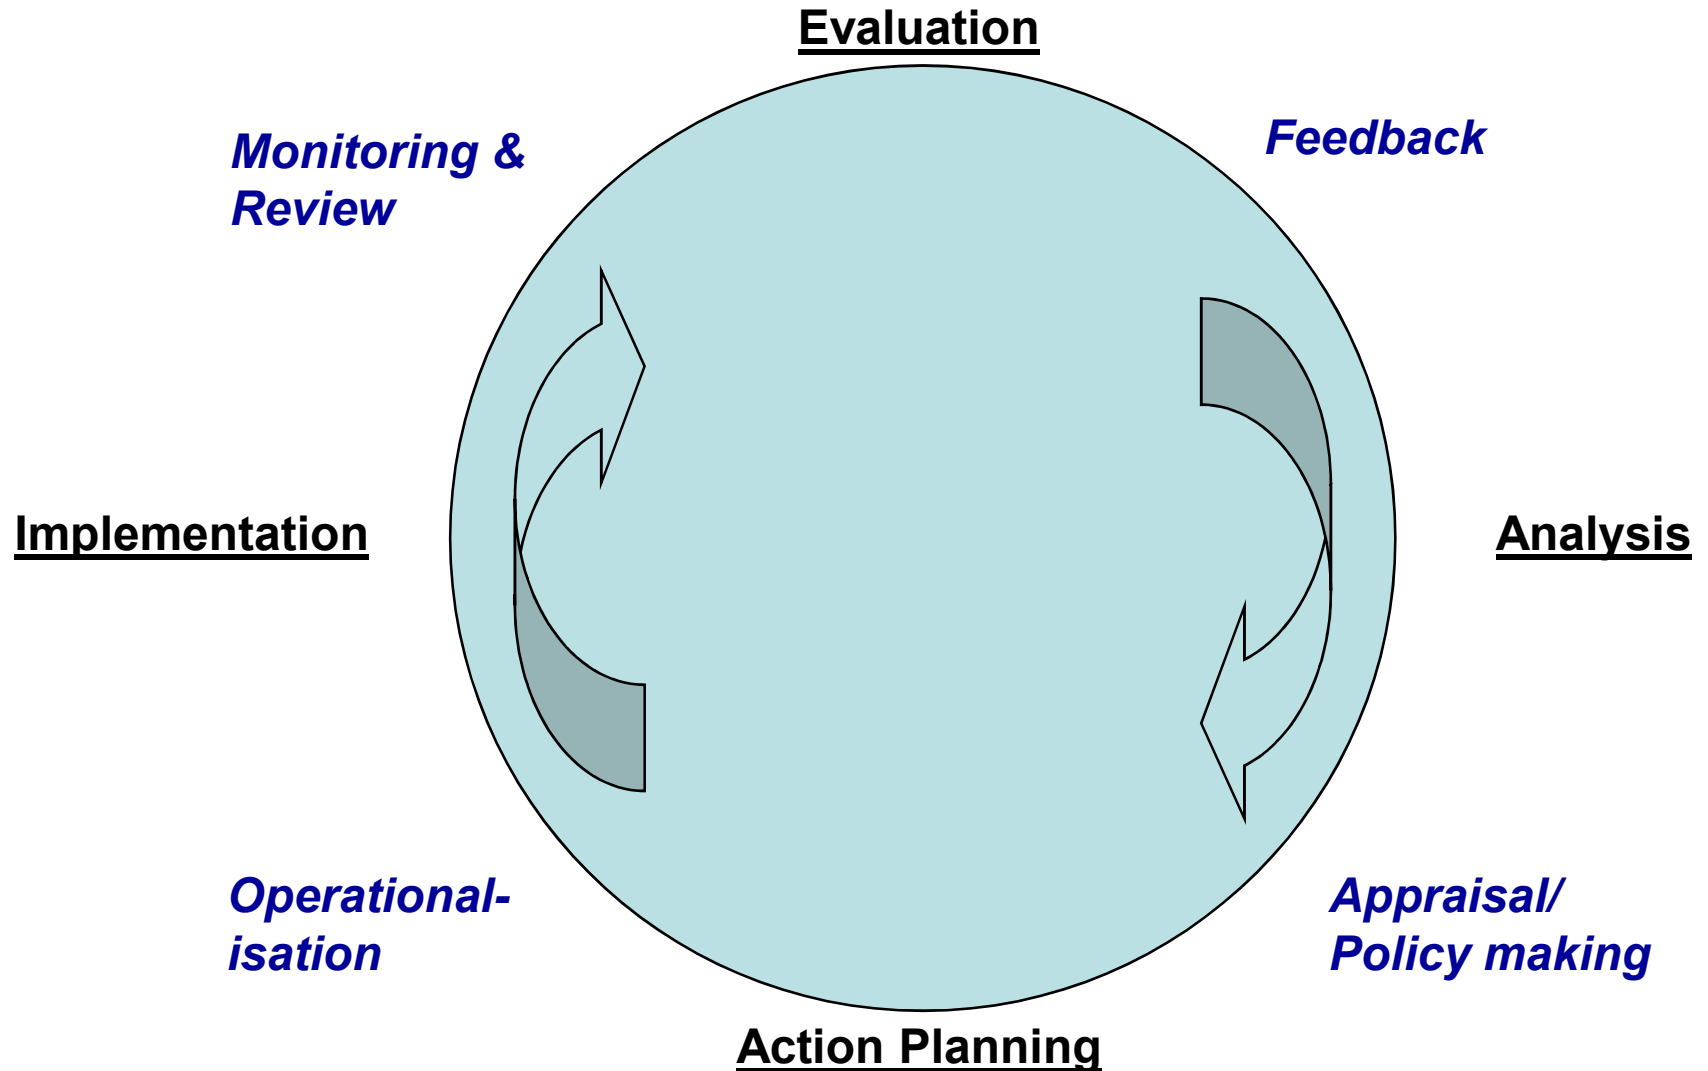 Evaluation
Feedback
Monitoring &
Review
Implementation
Analysis
Operational-
isation
Appraisal/
Policy making
Action Planning